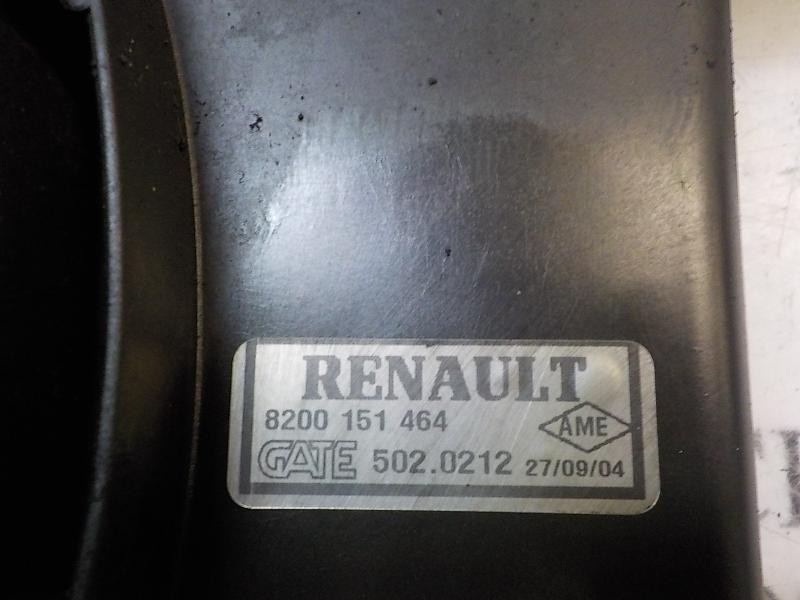 RENAULT
8200 151 464
AME
GATE 502.0212 27/09/04